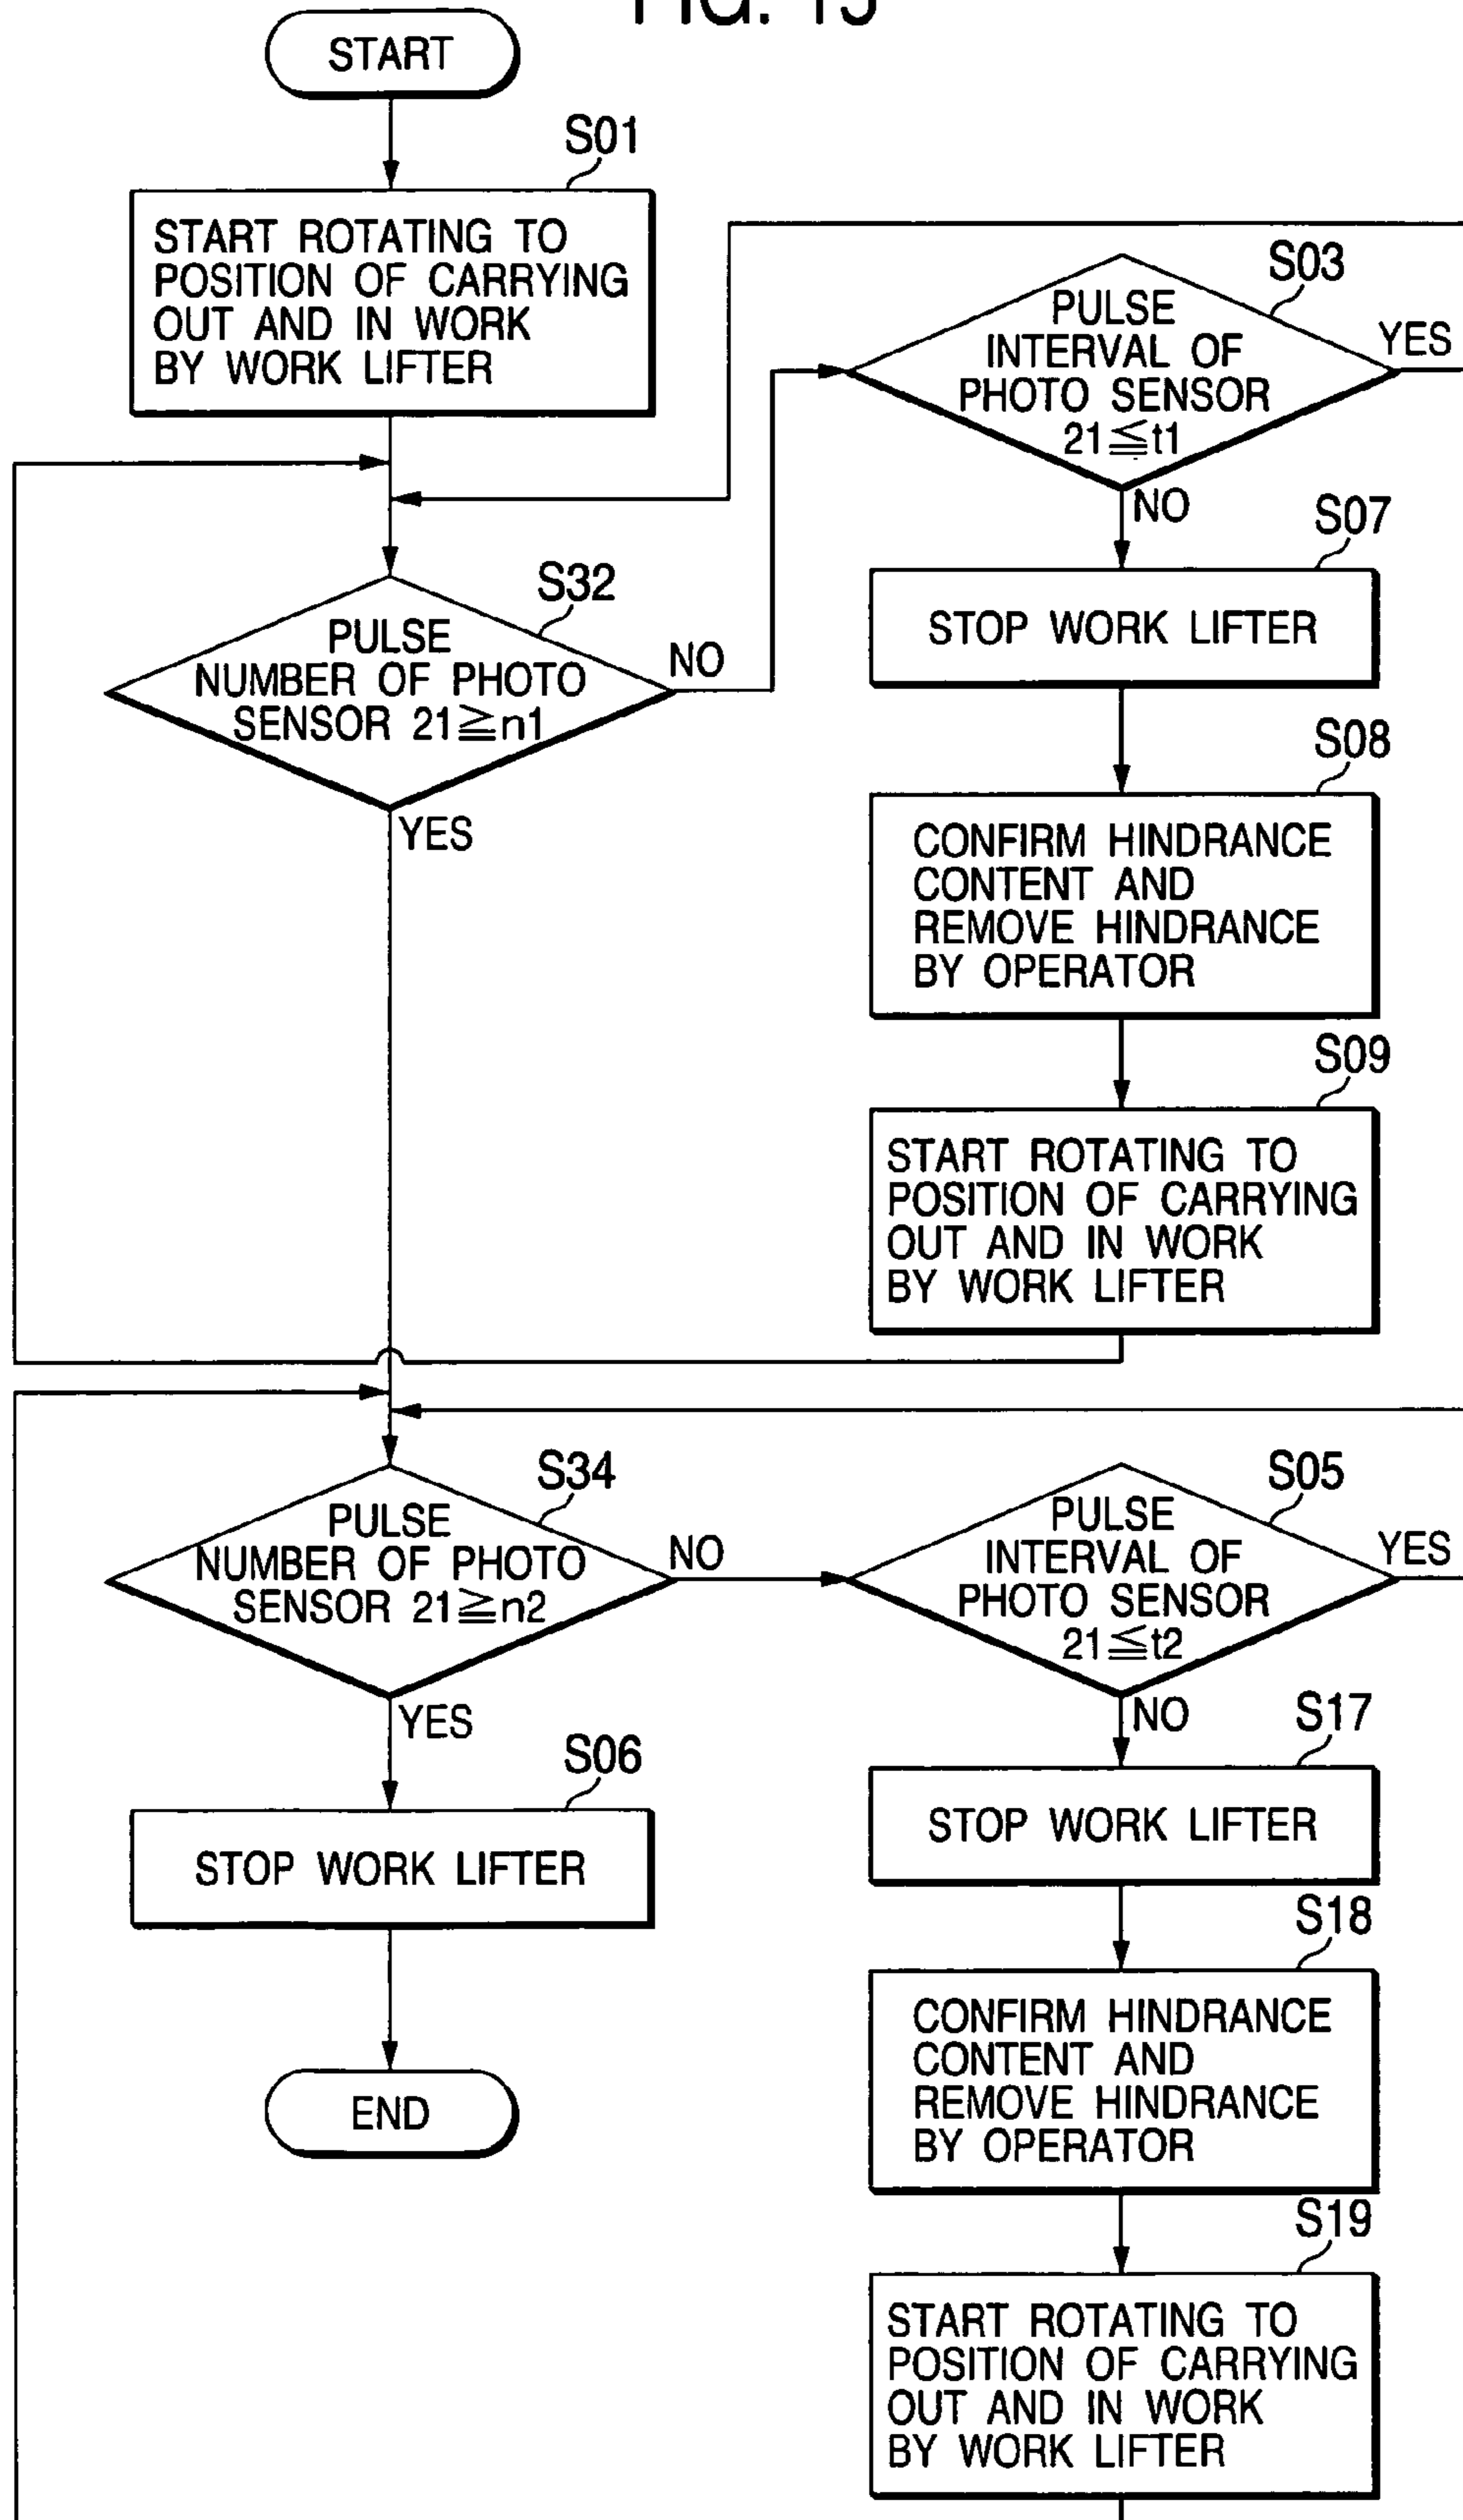 START
S01
START ROTATING TO
POSITION OF CARRYING
OUT AND IN WORK
BY WORK LIFTER
S03
PULSE
INTERVAL OF
PHOTO SENSOR
21≦t1
YES
NO
S32
PULSE
NUMBER OF PHOTO
SENSOR 21≧n1
NO
YES
S07
STOP WORK LIFTER
S08
CONFIRM HINDRANCE
CONTENT AND
REMOVE HINDRANCE
BY OPERATOR
S09
START ROTATING TO
POSITION OF CARRYING
OUT AND IN WORK
BY WORK LIFTER
S34
PULSE
NUMBER OF PHOTO
SENSOR 21≧n2
NO
YES
S05
PULSE
INTERVAL OF
PHOTO SENSOR
21≦t2
YES
NO
S06
STOP WORK LIFTER
END
S17
STOP WORK LIFTER
S18
CONFIRM HINDRANCE
CONTENT AND
REMOVE HINDRANCE
BY OPERATOR
S19
START ROTATING TO
POSITION OF CARRYING
OUT AND IN WORK
BY WORK LIFTER